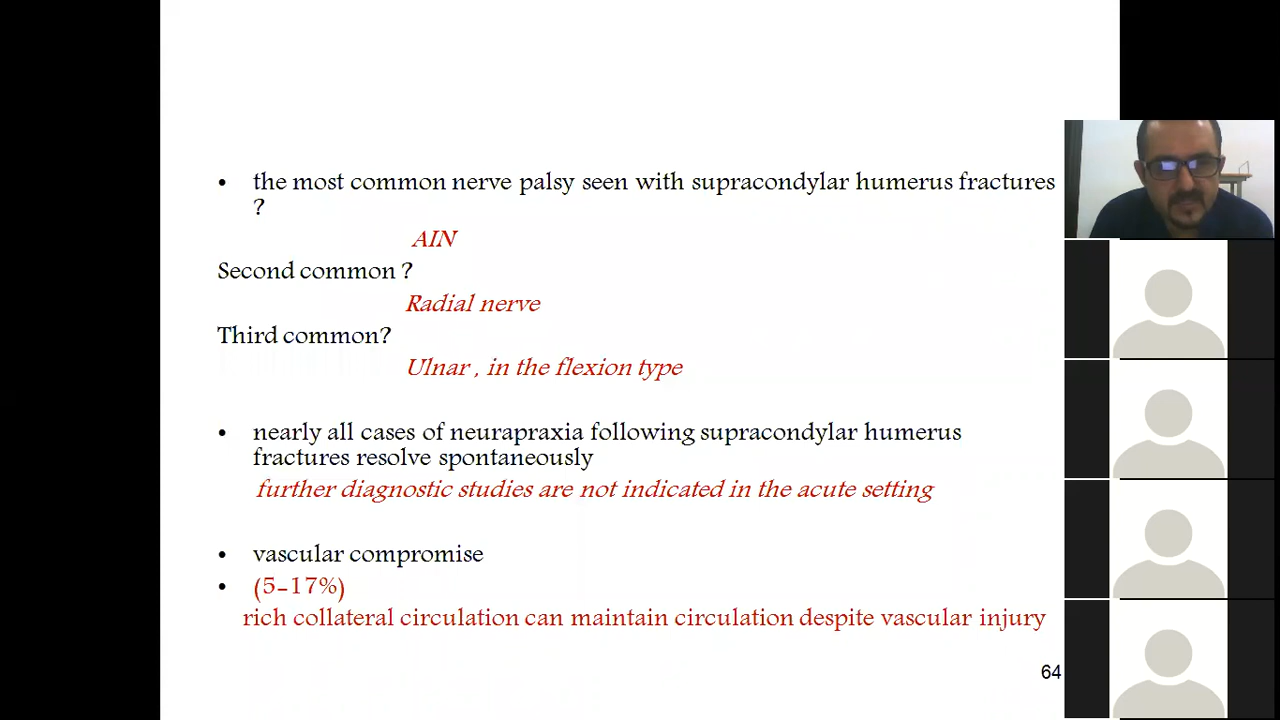 • the most common nerve palsy seen with supracondylar humerus fractures
?
AIN
Second common ?
Radial nerve
Third common?
Ulnar , in the flexion type
• nearly all cases of neurapraxia following supracondylar humerus
fractures resolve spontaneously
further diagnostic studies are not indicated in the acute setting
• vascular compromise
• (5-17%)
rich collateral circulation can maintain circulation despite vascular injury
64